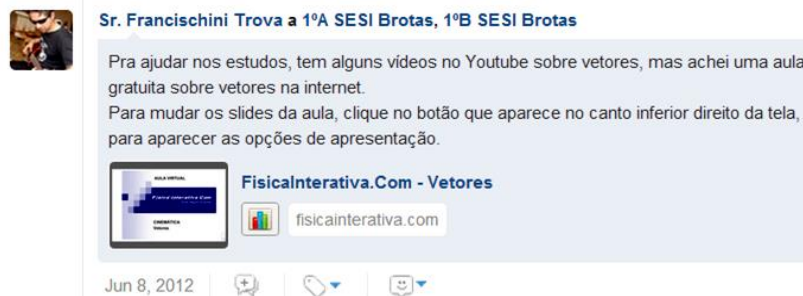 Sr. Francischini Trova a 1ºA SESI Brotas, 1ºB SESI Brotas
Pra ajudar nos estudos, tem alguns vídeos no Youtube sobre vetores, mas achei uma aula
gratuita sobre vetores na internet.
Para mudar os slides da aula, clique no botão que aparece no canto inferior direito da tela,
para aparecer as opções de apresentação.
AULA VIRTUAL
CINEMÁTICA
Vetores
FisicaInterativa.Com - Vetores
fisicainterativa.com
Jun 8, 2012